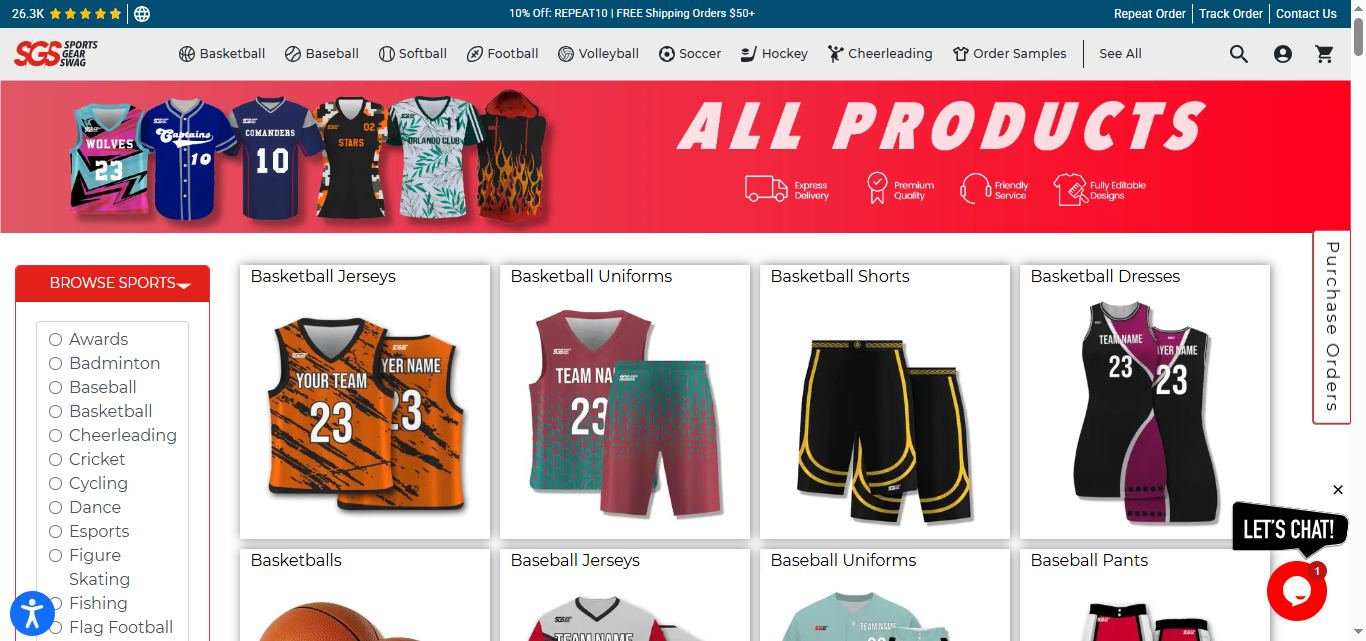 26.3K
10% Off: REPEAT10 | FREE Shipping Orders $50+
Repeat Order
Track Order
Contact Us
SGS SPORTS
GEAR
SWAG
Basketball
Baseball
Softball
Football
Volleyball
Soccer
Hockey
Cheerleading
Order Samples
See All
WOLVES
23
Captains
10
COMANDERS
10
02
STARS
11
ORLANDO CLUB
ALL PRODUCTS
Express
Delivery
Premium
Quality
Friendly
Service
Fully Editable
Designs
Purchase Orders
BROWSE SPORTS
Awards
Badminton
Baseball
Basketball
Cheerleading
Cricket
Cycling
Dance
Esports
Figure
Skating
Fishing
Flag Football
Basketball Jerseys
YOUR TEAM
23
YER NAME
23
Basketball Uniforms
TEAM NA
23
SGS
Basketball Shorts
Basketball Dresses
TEAM NAME
23
YER NAME
23
Basketballs
Baseball Jerseys
TEAM NAME
Baseball Uniforms
TEAM NAME
Baseball Pants
LET'S CHAT!
1